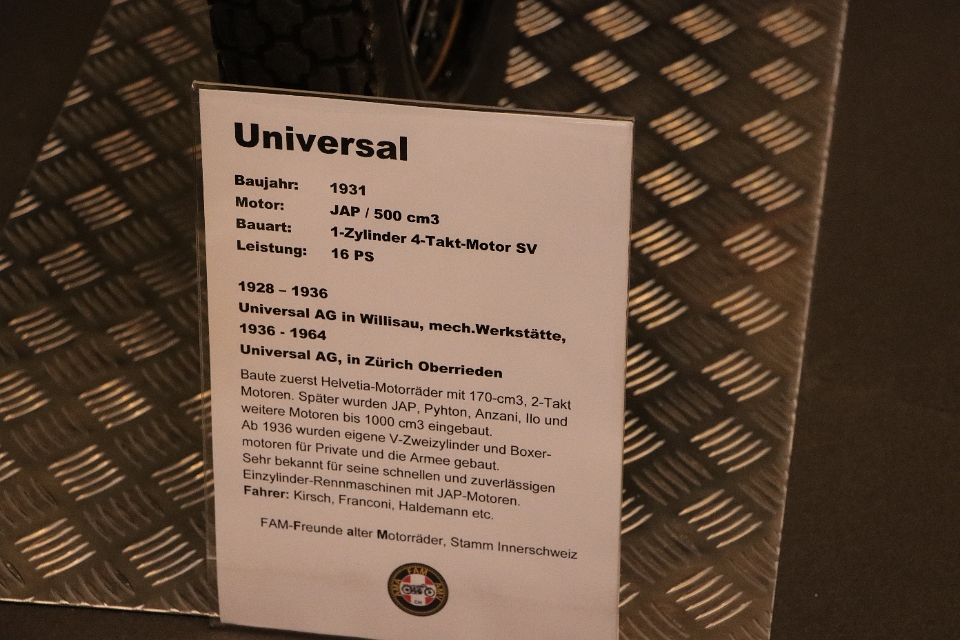 Universal
Baujahr: 1931
Motor: JAP / 500 cm3
Bauart: 1-Zylinder 4-Takt-Motor SV
Leistung: 16 PS
1928 – 1936
Universal AG in Willisau, mech.Werkstätte,
1936 - 1964
Universal AG, in Zürich Oberrieden
Baute zuerst Helvetia-Motorräder mit 170-cm3, 2-Takt
Motoren. Später wurden JAP, Pyhton, Anzani, Ilo und
weitere Motoren bis 1000 cm3 eingebaut.
Ab 1936 wurden eigene V-Zweizylinder und Boxer-
motoren für Private und die Armee gebaut.
Sehr bekannt für seine schnellen und zuverlässigen
Einzylinder-Rennmaschinen mit JAP-Motoren.
Fahrer: Kirsch, Franconi, Haldemann etc.
FAM-Freunde alter Motorräder, Stamm Innerschweiz
FAM